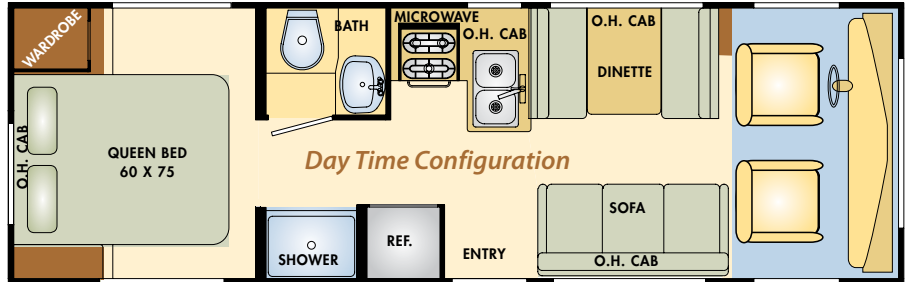 WARDROBE
O.H. CAB
QUEEN BED
60 X 75
BATH
MICROWAVE
O.H. CAB
O.H. CAB
DINETTE
Day Time Configuration
SHOWER
REF.
ENTRY
SOFA
O.H. CAB